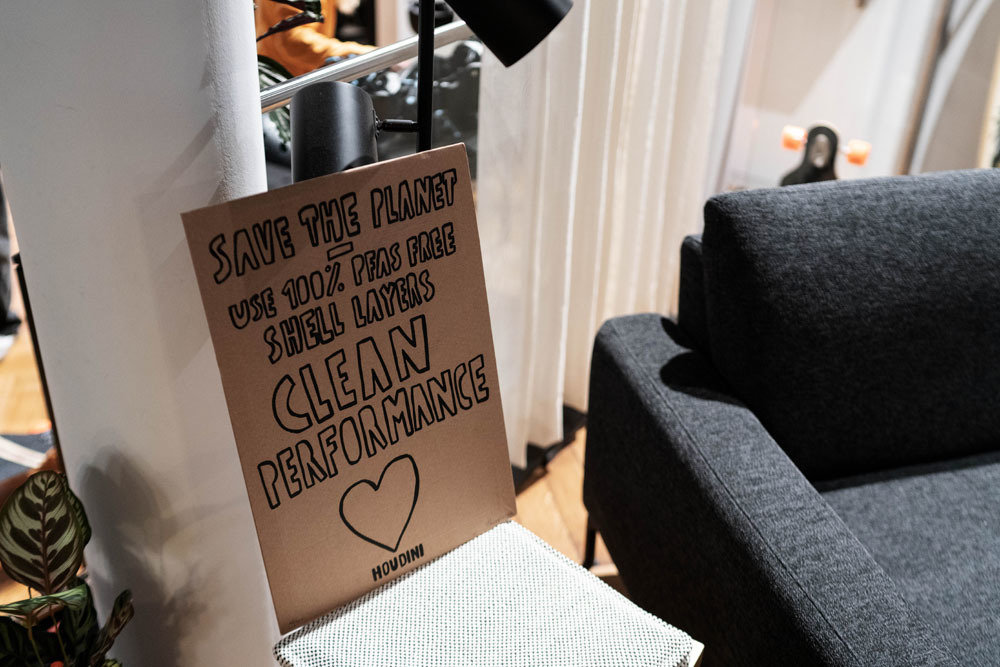 SAVE THE PLANET
–
USE 100% PFAS FREE
SHELL LAYERS
CLEAN
PERFORMANCE
HOUDINI